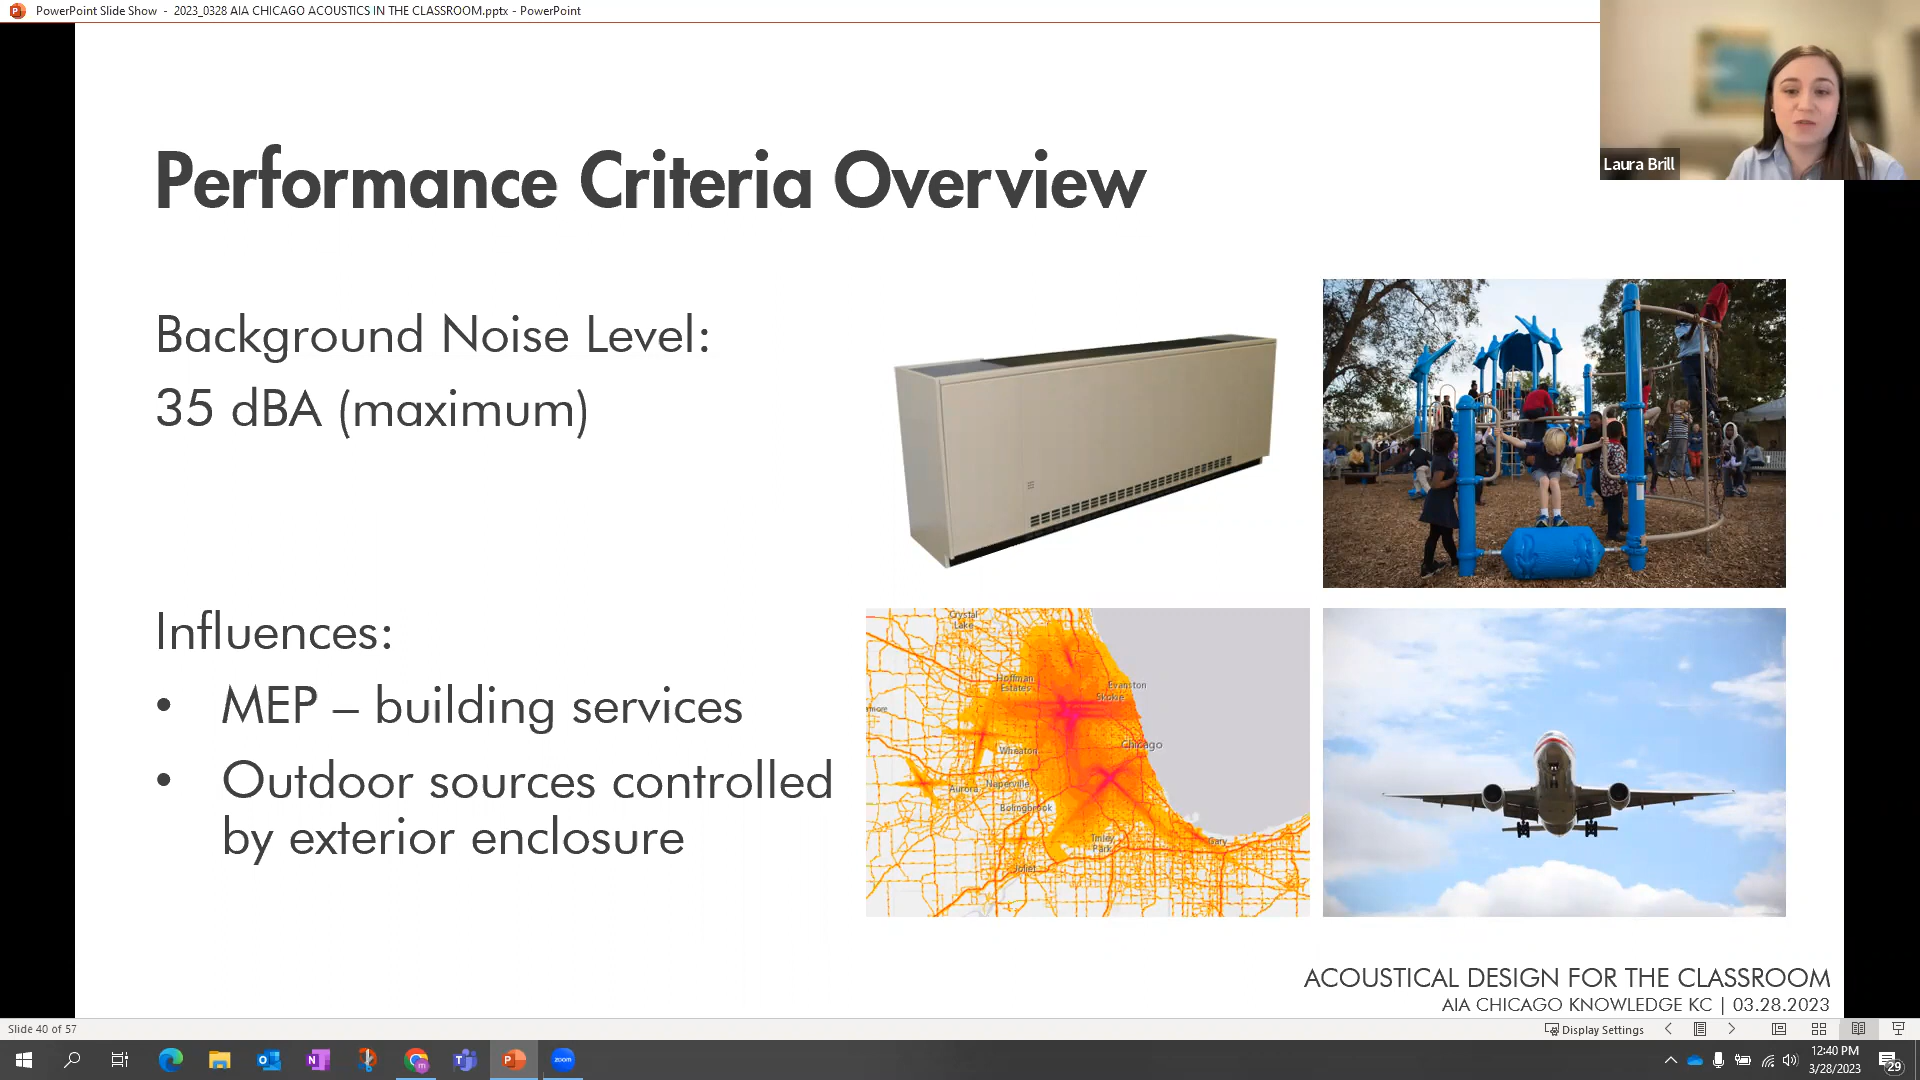 PowerPoint Slide Show - 2023_0328 AIA CHICAGO ACOUSTICS IN THE CLASSROOM.pptx - PowerPoint
Laura Brill
Performance Criteria Overview
Background Noise Level:
35 dBA (maximum)
Influences:
• MEP – building services
• Outdoor sources controlled
by exterior enclosure
Crystal
Lake
Hoffman
Estates
Evanston
Skokie
Chicago
Wheaton
Naperville
Aurora
Bolingbrook
Tinley
Park
Gary
Joliet
ACOUSTICAL DESIGN FOR THE CLASSROOM
AIA CHICAGO KNOWLEDGE KC | 03.28.2023
Slide 40 of 57
Display Settings
zoom
12:40 PM
3/28/2023
29